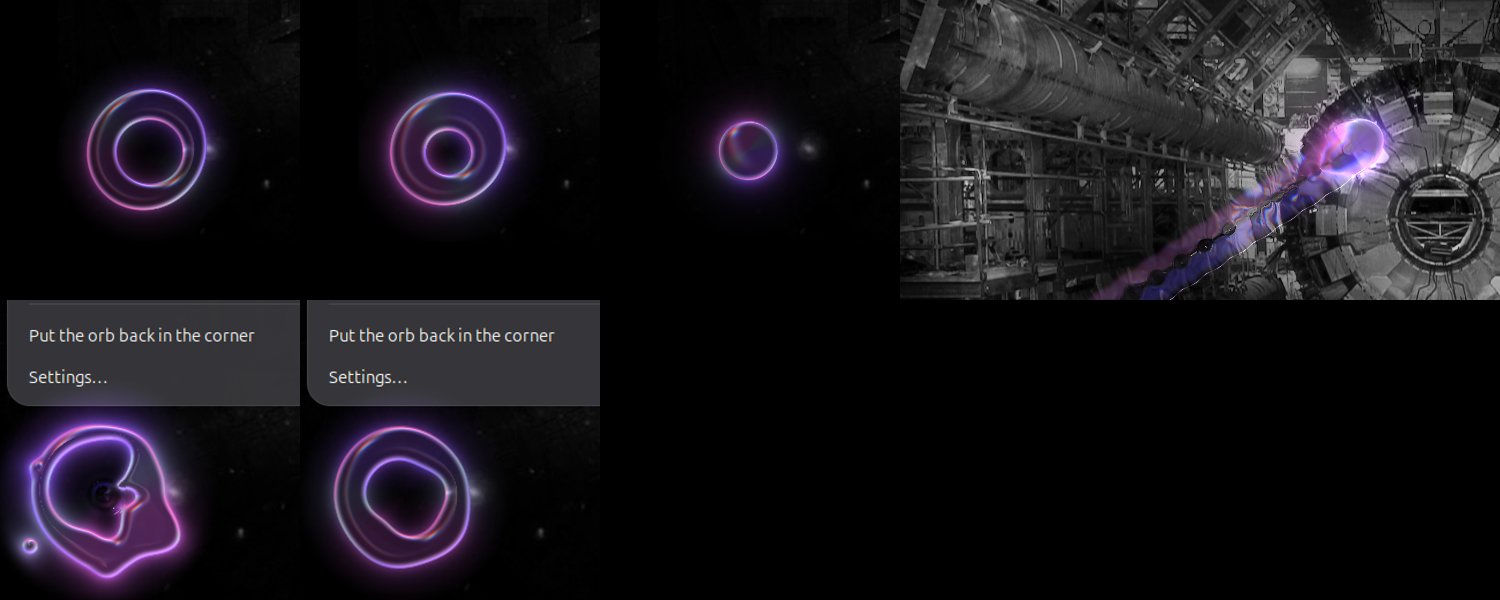 Put the orb back in the corner
Put the orb back in the corner
Settings...
Settings...